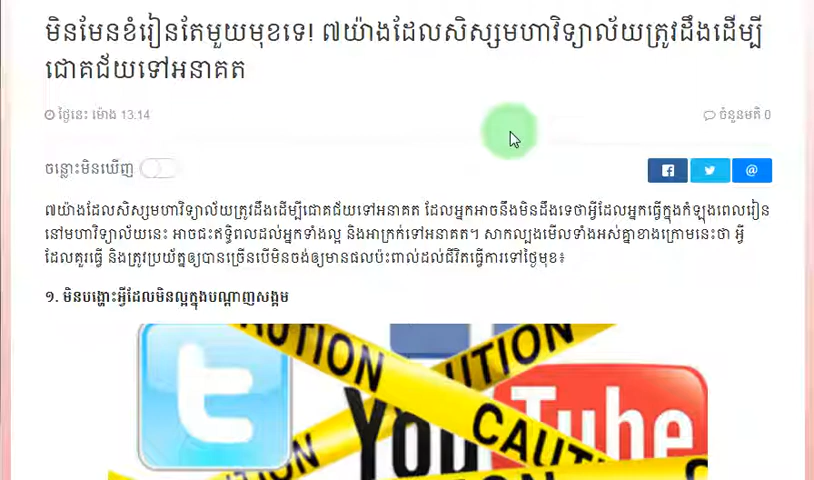 មិនមែនខំរៀនតែមួយមុខទេ! ៧យ៉ាងដែលសិស្សមហាវិទ្យាល័យត្រូវដឹងដើម្បី
ជោគជ័យទៅអនាគត
ថ្ងៃនេះ ម៉ោង 13:14
ចំនួនមតិ 0
ចន្លោះមិនឃើញ
៧យ៉ាងដែលសិស្សមហាវិទ្យាល័យត្រូវដឹងដើម្បីជោគជ័យទៅអនាគត ដែលអ្នកអាចនឹងមិនដឹងទេថាអ្វីដែលអ្នកធ្វើក្នុងកំឡុងពេលរៀន
នៅមហាវិទ្យាល័យនេះ អាចជះឥទ្ធិពលដល់អ្នកទាំងល្អ និងអាក្រក់ទៅអនាគត។ សាកល្បងមើលទាំងអស់គ្នាខាងក្រោមនេះថា អ្វី
ដែលគួរធ្វើ និងត្រូវប្រយ័ត្នឲ្យបានច្រើនបើមិនចង់ឲ្យមានផលប៉ះពាល់ដល់ជីវិតធ្វើការទៅថ្ងៃមុខ៖
១. មិនបង្ហោះអ្វីដែលមិនល្អក្នុងបណ្ដាញសង្គម
CAUTION
CAUTION
YouTube
CAUTI
ION